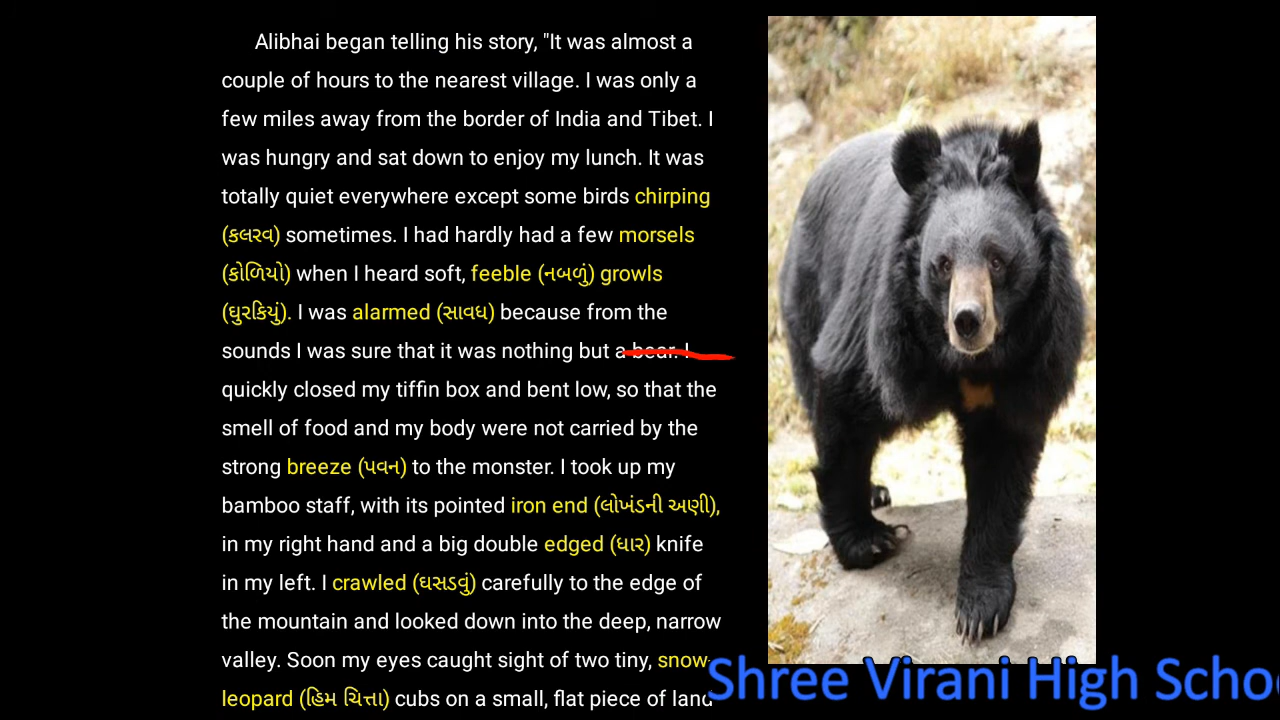 Alibhai began telling his story, "It was almost a
couple of hours to the nearest village. I was only a
few miles away from the border of India and Tibet. I
was hungry and sat down to enjoy my lunch. It was
totally quiet everywhere except some birds chirping
(કલરવ) sometimes. I had hardly had a few morsels
(કોળિયો) when I heard soft, feeble (નબળું) growls
(ઘુરકિયું). I was alarmed (સાવધ) because from the
sounds I was sure that it was nothing but a bear. I
quickly closed my tiffin box and bent low, so that the
smell of food and my body were not carried by the
strong breeze (પવન) to the monster. I took up my
bamboo staff, with its pointed iron end (લોખંડની અણી),
in my right hand and a big double edged (ધાર) knife
in my left. I crawled (ઘસડવું) carefully to the edge of
the mountain and looked down into the deep, narrow
valley. Soon my eyes caught sight of two tiny, snow-
leopard (હિમ ચિત્તા) cubs on a small, flat piece of land
Shree Virani High Schoo